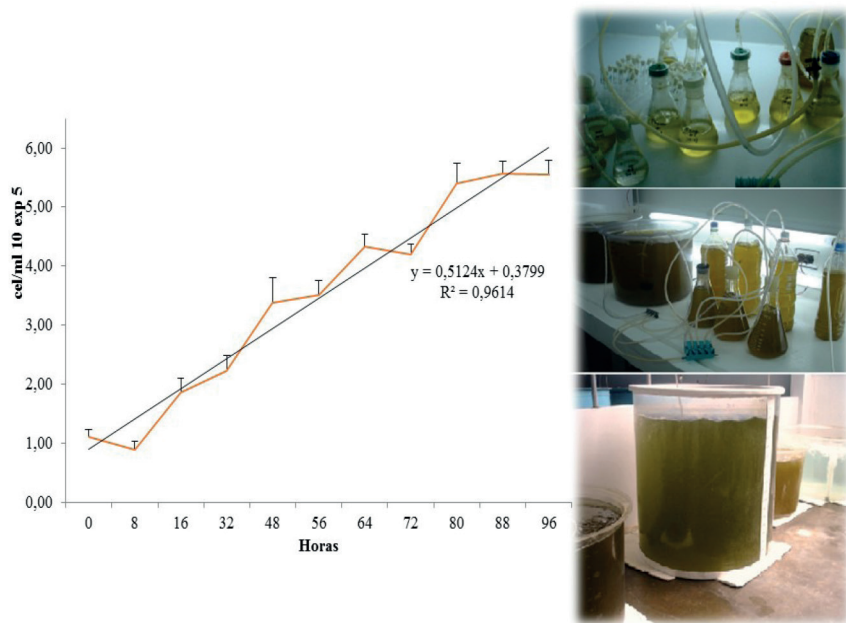 6,00
5,00
4,00
3,00
2,00
1,00
0,00
cel/ml 10 exp 5
y = 0,5124x + 0,3799
R² = 0,9614
0 8 16 32 48 56 64 72 80 88 96
Horas